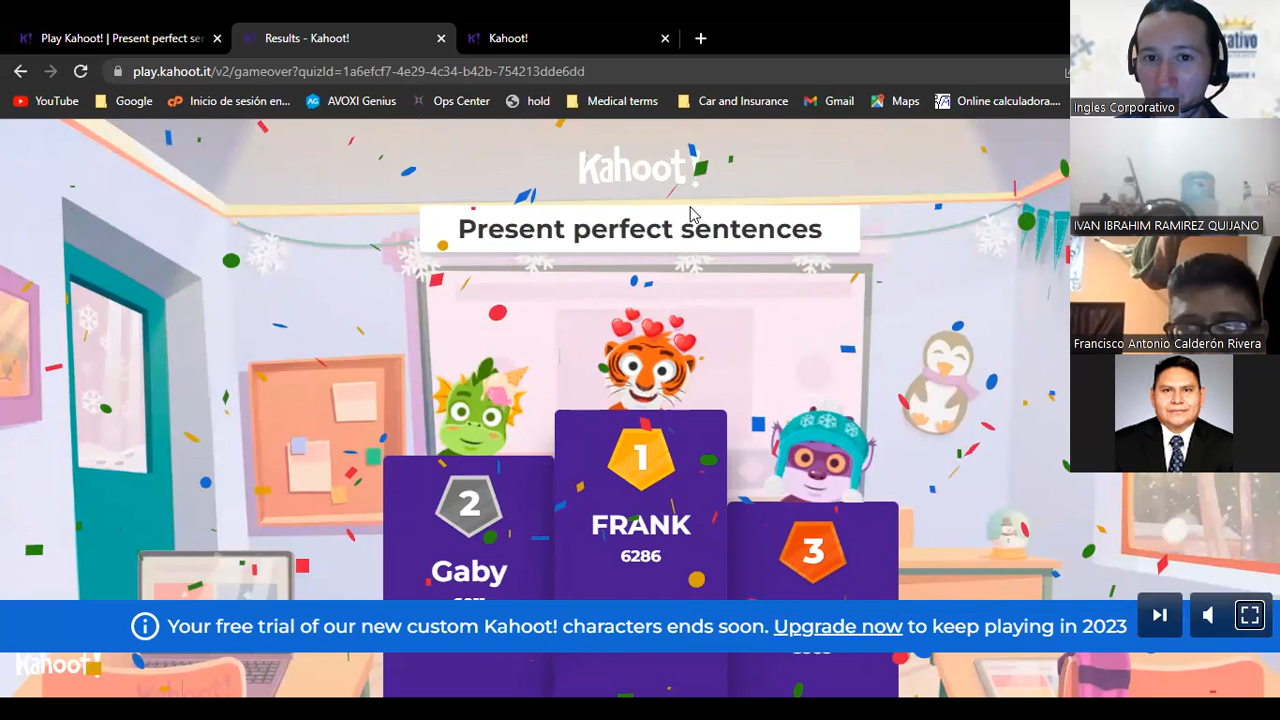 Play Kahoot! | Present perfect ser
Results - Kahoot!
Kahoot!
play.kahoot.it/v2/gameover?quizId=1a6efcf7-4e29-4c34-b42b-754213dde6dd
YouTube
Google
Inicio de sesión en...
AVOXI Genius
Ops Center
hold
Medical terms
Car and Insurance
Gmail
Maps
Online calculadora....
Ingles Corporativo
IVAN IBRAHIM RAMIREZ QUIJANO
Francisco Antonio Calderón Rivera
Kahoot!
Present perfect sentences
1
FRANK
6286
2
Gaby
3
Your free trial of our new custom Kahoot! characters ends soon. Upgrade now to keep playing in 2023
Kahoot!